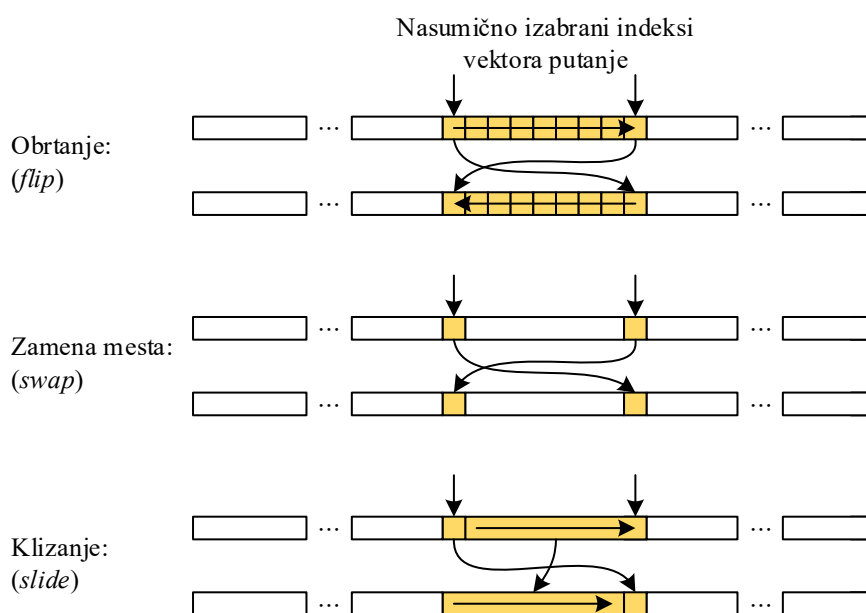 Nasumično izabrani indeksi
vektora putanje
... ...
Obrtanje:
(flip)
... ...
... ...
Zamena mesta:
(swap)
... ...
... ...
Klizanje:
(slide)
... ...